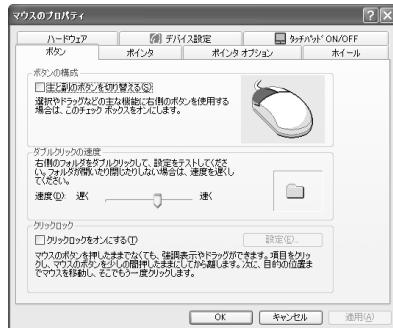 マウスのプロパティ
ハードウェア
デバイス設定
タッチパッド ON/OFF
ボタン
ポインタ
ポインタ オプション
ホイール
ボタンの構成
主と副のボタンを切り替える(S)
選択やドラッグなどの主な機能に右側のボタンを使用する
場合は、このチェック ボックスをオンにします。
ダブルクリックの速度
右側のフォルダをダブルクリックして、設定をテストしてくださ
い。フォルダが開いたり閉じたりしない場合は、速度を遅くし
てください。
速度(D): 遅く 速く
クリックロック
クリックロックをオンにする(T)
設定(E)...
マウスのボタンを押したままでなくても、強調表示やドラッグができます。項目をクリッ
クし、マウスのボタンを少しの間押したままにしてから離します。次に、目的の位置ま
でマウスを移動し、そこでもう一度クリックします。
OK
キャンセル
適用(A)